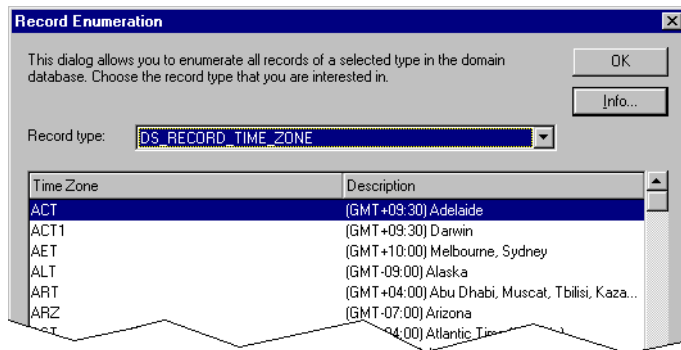 Record Enumeration
This dialog allows you to enumerate all records of a selected type in the domain
database. Choose the record type that you are interested in.
OK
Info...
Record type: DS_RECORD_TIME_ZONE
Time Zone Description
ACT (GMT+09:30) Adelaide
ACT1 (GMT+09:30) Darwin
AET (GMT+10:00) Melbourne, Sydney
ALT (GMT-09:00) Alaska
ART (GMT+04:00) Abu Dhabi, Muscat, Tbilisi, Kaza...
ARZ (GMT-07:00) Arizona
04:00) Atlantic